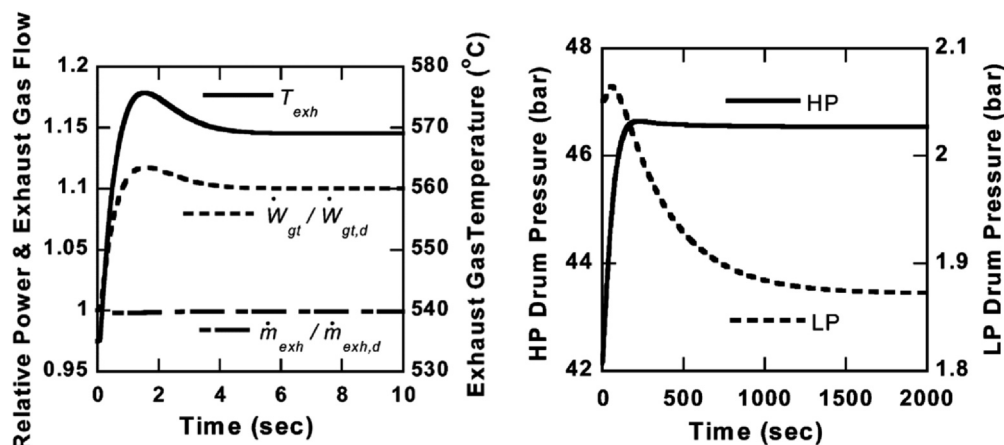 Relative Power & Exhaust Gas Flow
1.2
1.15
1.1
1.05
1
0.95
T_exh
Ẇ_gt / Ẇ_gt,d
ṁ_exh / ṁ_exh,d
580
570
560
550
540
530
Exhaust GasTemperature (°C)
0 2 4 6 8 10
Time (sec)
HP Drum Pressure (bar)
48
46
44
42
HP
LP
2.1
2
1.9
1.8
LP Drum Pressure (bar)
0 500 1000 1500 2000
Time (sec)